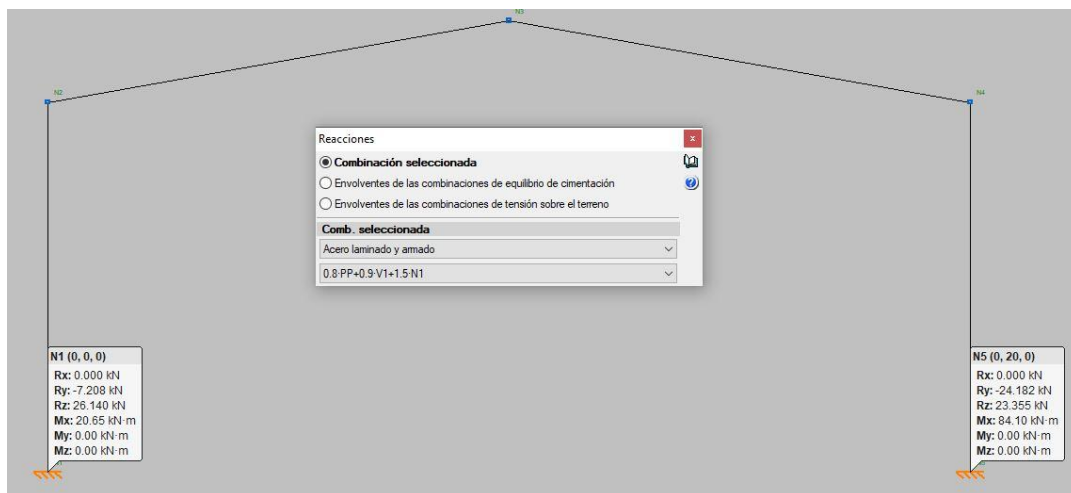 N3
N2
N4
Reacciones
x
Combinación seleccionada
Envolventes de las combinaciones de equilibrio de cimentación
?
Envolventes de las combinaciones de tensión sobre el terreno
Comb. seleccionada
Acero laminado y armado
0.8·PP+0.9·V1+1.5·N1
N1 (0, 0, 0)
Rx: 0.000 kN
Ry: -7.208 kN
Rz: 26.140 kN
Mx: 20.65 kN·m
My: 0.00 kN·m
Mz: 0.00 kN·m
N5 (0, 20, 0)
Rx: 0.000 kN
Ry: -24.182 kN
Rz: 23.355 kN
Mx: 84.10 kN·m
My: 0.00 kN·m
Mz: 0.00 kN·m